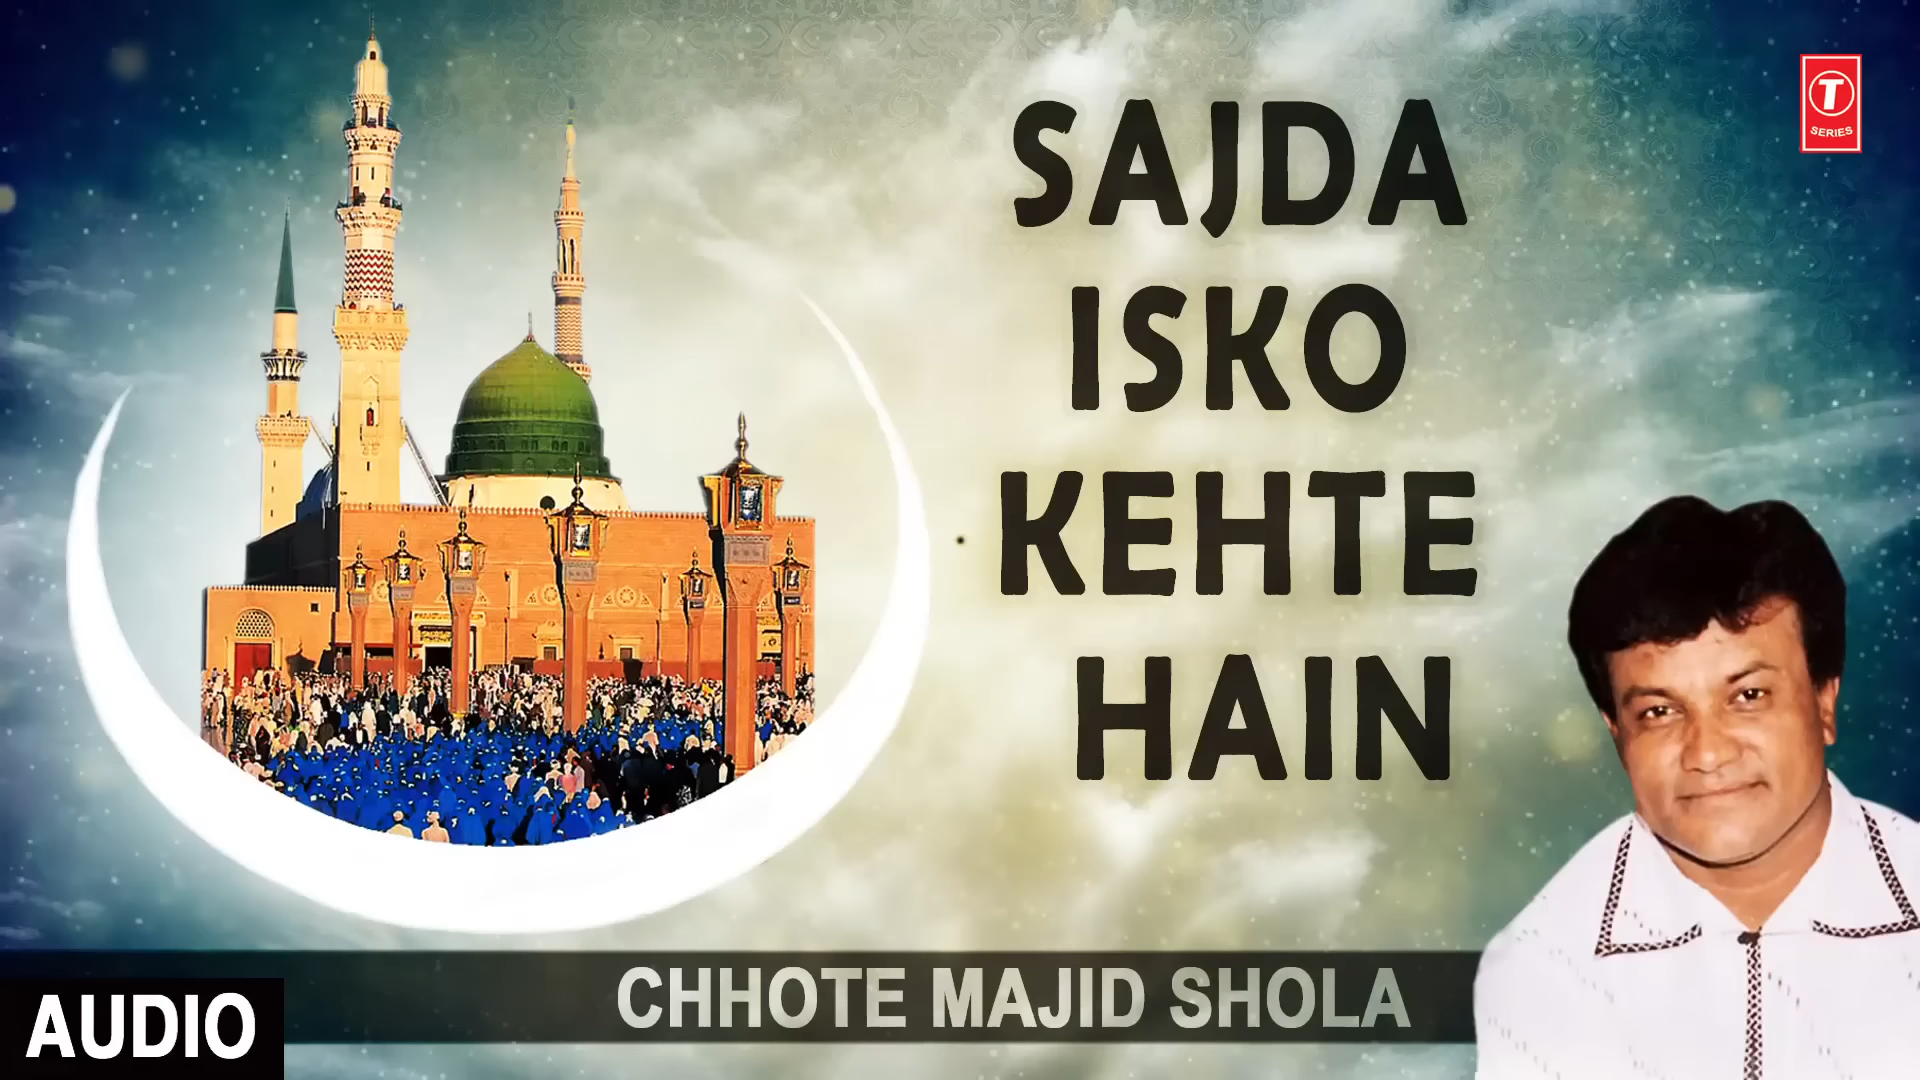 SAJDA
ISKO
KEHTE
HAIN
T
SERIES
CHHOTE MAJID SHOLA
AUDIO